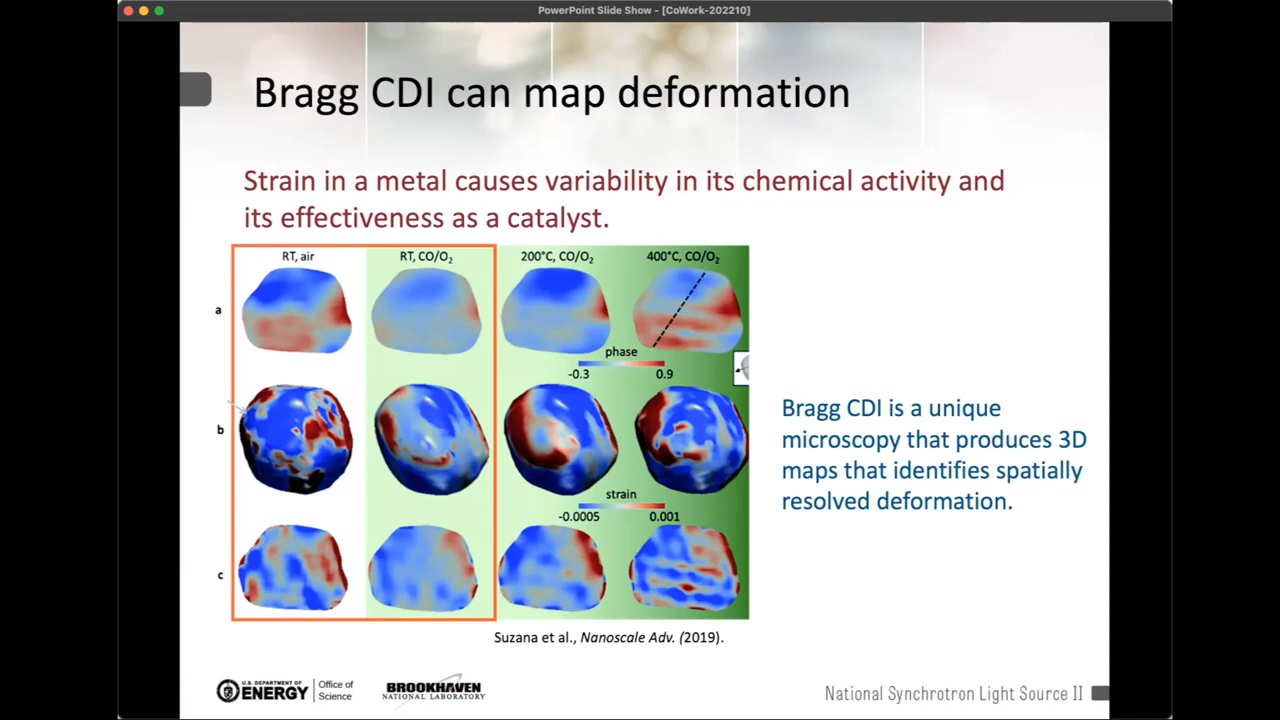 PowerPoint Slide Show - [CoWork-202210]
Bragg CDI can map deformation
Strain in a metal causes variability in its chemical activity and
its effectiveness as a catalyst.
RT, air
RT, CO/O₂
200°C, CO/O₂
400°C, CO/O₂
a
phase
-0.3
0.9
b
strain
-0.0005
0.001
c
Bragg CDI is a unique
microscopy that produces 3D
maps that identifies spatially
resolved deformation.
Suzana et al., Nanoscale Adv. (2019).
U.S. DEPARTMENT OF
ENERGY
Office of
Science
BROOKHAVEN
NATIONAL LABORATORY
National Synchrotron Light Source II